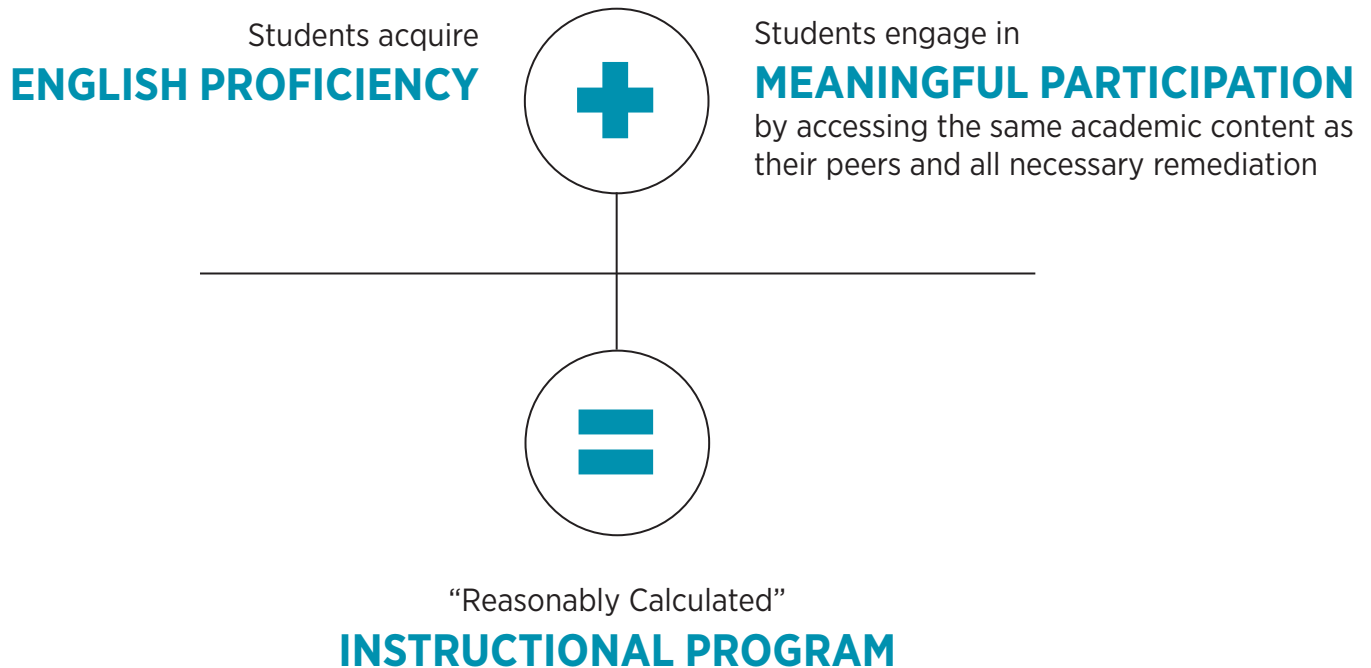 Students acquire
ENGLISH PROFICIENCY
Students engage in
MEANINGFUL PARTICIPATION
by accessing the same academic content as
their peers and all necessary remediation
“Reasonably Calculated”
INSTRUCTIONAL PROGRAM